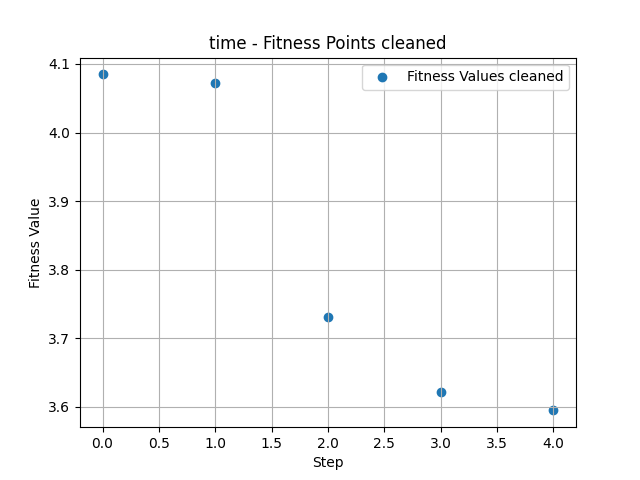 time - Fitness Points cleaned
Fitness Values cleaned
4.1
4.0
3.9
3.8
3.7
3.6
Fitness Value
0.0 0.5 1.0 1.5 2.0 2.5 3.0 3.5 4.0
Step